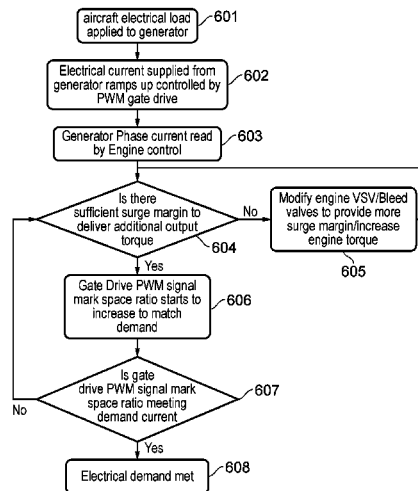 aircraft electrical load
applied to generator
601
Electrical current supplied from
generator ramps up controlled by
PWM gate drive
602
Generator Phase current read
by Engine control
603
Is there
sufficient surge margin to
deliver additional output
torque
604
No
Modify engine VSV/Bleed
valves to provide more
surge margin/increase
engine torque
605
Yes
Gate Drive PWM signal
mark space ratio starts to
increase to match
demand
606
Is gate
drive PWM signal mark
space ratio meeting
demand current
607
No
Yes
Electrical demand met
608